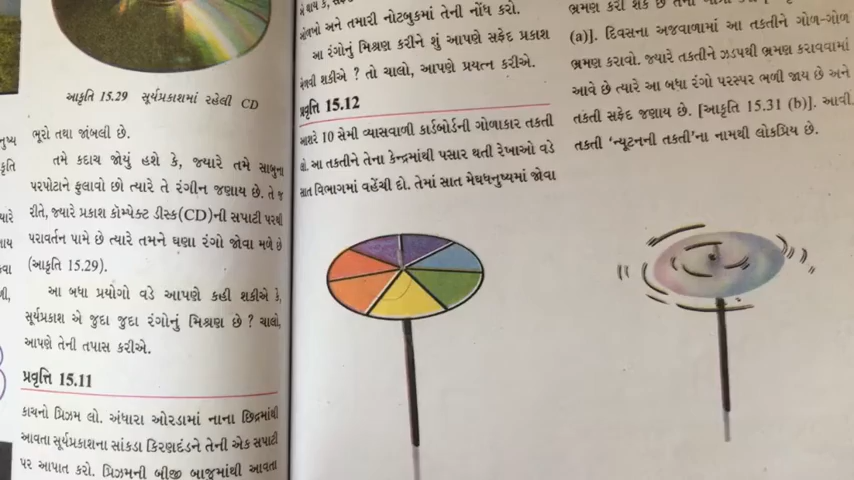 આકૃતિ 15.29 સૂર્યપ્રકાશમાં રહેલી CD
ભૂરો તથા જાંબલી છે.
તમે કદાચ જોયું હશે કે, જ્યારે તમે સાબુના
પરપોટાને ફુલાવો છો ત્યારે તે રંગીન જણાય છે. તે જ
રીતે, જ્યારે પ્રકાશ કૉમ્પેક્ટ ડીસ્ક(CD)ની સપાટી પરથી
પરાવર્તન પામે છે ત્યારે તમને ઘણા રંગો જોવા મળે છે
(આકૃતિ 15.29).
આ બધા પ્રયોગો વડે આપણે કહી શકીએ કે,
સૂર્યપ્રકાશ એ જુદા જુદા રંગોનું મિશ્રણ છે ? ચાલો,
આપણે તેની તપાસ કરીએ.
પ્રવૃત્તિ 15.11
કાચનો પ્રિઝમ લો. અંધારા ઓરડામાં નાના છિદ્રમાંથી
આવતા સૂર્યપ્રકાશના સાંકડા કિરણદંડને તેની એક સપાટી
પર આપાત કરો. પ્રિઝમની બીજી બાજુમાંથી આવતા
અને તમારી નોટબુકમાં તેની નોંધ કરો.
આ રંગોનું મિશ્રણ કરીને શું આપણે સફેદ પ્રકાશ
મેળવી શકીએ ? તો ચાલો, આપણે પ્રયત્ન કરીએ.
પ્રવૃત્તિ 15.12
આશરે 10 સેમી વ્યાસવાળી કાર્ડબોર્ડની ગોળાકાર તકતી
લો. આ તકતીને તેના કેન્દ્રમાંથી પસાર થતી રેખાઓ વડે
સાત વિભાગમાં વહેંચી દો. તેમાં સાત મેઘધનુષ્યમાં જોવા
ભ્રમણ કરી શકે છે
(a)]. દિવસના અજવાળામાં આ તકતીને ગોળ-ગોળ
ભ્રમણ કરાવો. જ્યારે તકતીને ઝડપથી ભ્રમણ કરાવવામાં
આવે છે ત્યારે આ બધા રંગો પરસ્પર ભળી જાય છે અને
તકતી સફેદ જણાય છે. [આકૃતિ 15.31 (b)]. આવી
તકતી ‘ન્યૂટનની તકતી’ના નામથી લોકપ્રિય છે.